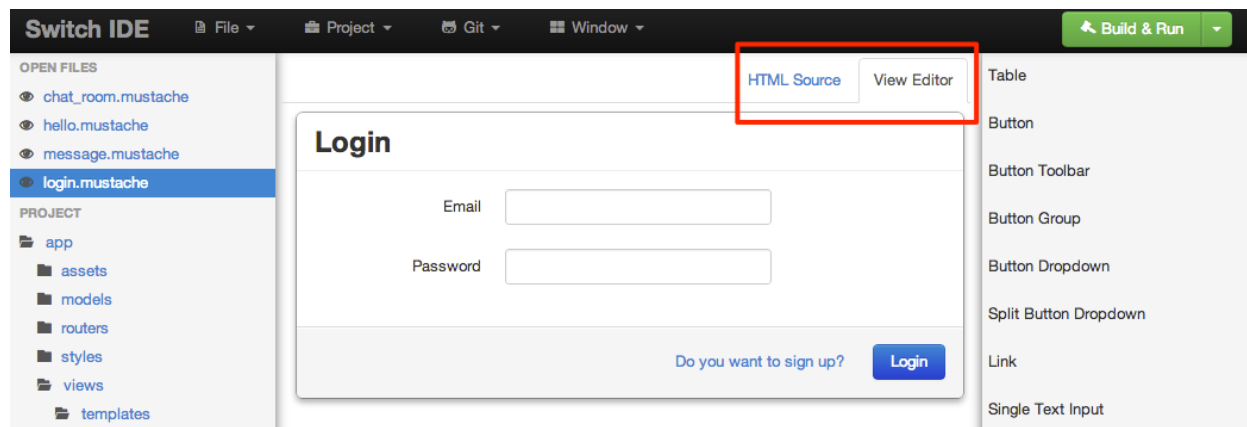 Switch IDE File Project Git Window Build & Run
OPEN FILES
chat_room.mustache
hello.mustache
message.mustache
login.mustache
PROJECT
app
assets
models
routers
styles
views
templates
HTML Source View Editor
Login
Email
Password
Do you want to sign up? Login
Table
Button
Button Toolbar
Button Group
Button Dropdown
Split Button Dropdown
Link
Single Text Input